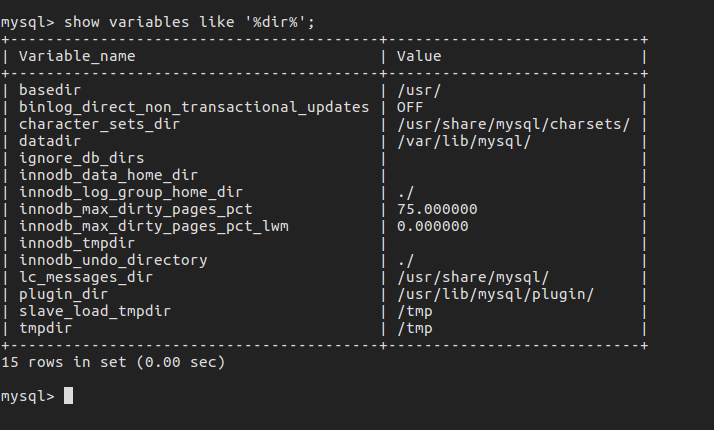 mysql> show variables like '%dir%';
+-----------------------------------------+----------------------------+
| Variable_name                           | Value                      |
+-----------------------------------------+----------------------------+
| basedir                                 | /usr/                      |
| binlog_direct_non_transactional_updates | OFF                        |
| character_sets_dir                      | /usr/share/mysql/charsets/ |
| datadir                                 | /var/lib/mysql/            |
| ignore_db_dirs                          |                            |
| innodb_data_home_dir                    |                            |
| innodb_log_group_home_dir               | ./                         |
| innodb_max_dirty_pages_pct              | 75.000000                  |
| innodb_max_dirty_pages_pct_lwm          | 0.000000                   |
| innodb_tmpdir                           |                            |
| innodb_undo_directory                   | ./                         |
| lc_messages_dir                         | /usr/share/mysql/          |
| plugin_dir                              | /usr/lib/mysql/plugin/     |
| slave_load_tmpdir                       | /tmp                       |
| tmpdir                                  | /tmp                       |
+-----------------------------------------+----------------------------+
15 rows in set (0.00 sec)
mysql>